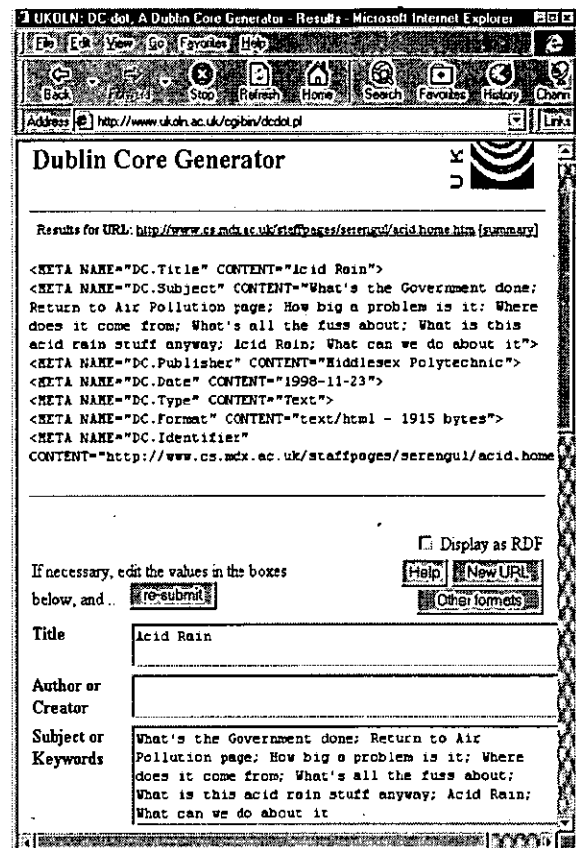 UKOLN: DC-dot, A Dublin Core Generator - Results - Microsoft Internet Explorer
File Edit View Go Favorites Help
Back Forward Stop Refresh Home Search Favorites History Chann
Address http://www.ukoln.ac.uk/cgi-bin/dcdot.pl Links
Dublin Core Generator
UK
Results for URL: http://www.cs.mdx.ac.uk/staffpages/serengul/acid.home.htm [summary]
<META NAME="DC.Title" CONTENT="Acid Rain">
<META NAME="DC.Subject" CONTENT="What's the Government done;
Return to Air Pollution page; How big a problem is it; Where
does it come from; What's all the fuss about; What is this
acid rain stuff anyway; Acid Rain; What can we do about it">
<META NAME="DC.Publisher" CONTENT="Middlesex Polytechnic">
<META NAME="DC.Date" CONTENT="1998-11-23">
<META NAME="DC.Type" CONTENT="Text">
<META NAME="DC.Format" CONTENT="text/html - 1915 bytes">
<META NAME="DC.Identifier"
CONTENT="http://www.cs.mdx.ac.uk/staffpages/serengul/acid.home
Display as RDF
If necessary, edit the values in the boxes
Help New URL
below, and .. re-submit
Other formats
Title
Acid Rain
Author or
Creator
Subject or
Keywords
What's the Government done; Return to Air
Pollution page; How big a problem is it; Where
does it come from; What's all the fuss about;
What is this acid rain stuff anyway; Acid Rain;
What can we do about it